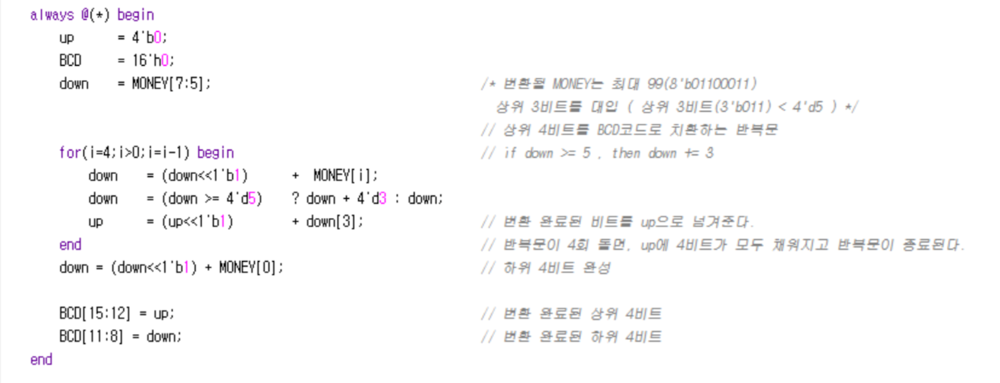 always @(*) begin
up = 4'b0;
BCD = 16'h0;
down = MONEY[7:5]; /* 변환될 MONEY는 최대 99(8'b01100011)
상위 3비트를 대입 ( 상위 3비트(3'b011) < 4'd5 ) */
// 상위 4비트를 BCD코드로 치환하는 반복문
for(i=4;i>0;i=i-1) begin // if down >= 5 , then down += 3
down = (down<<1'b1) + MONEY[i];
down = (down >= 4'd5) ? down + 4'd3 : down;
up = (up<<1'b1) + down[3]; // 변환 완료된 비트를 up으로 넘겨준다.
end // 반복문이 4회 돌면, up에 4비트가 모두 채워지고 반복문이 종료된다.
down = (down<<1'b1) + MONEY[0]; // 하위 4비트 완성
BCD[15:12] = up; // 변환 완료된 상위 4비트
BCD[11:8] = down; // 변환 완료된 하위 4비트
end